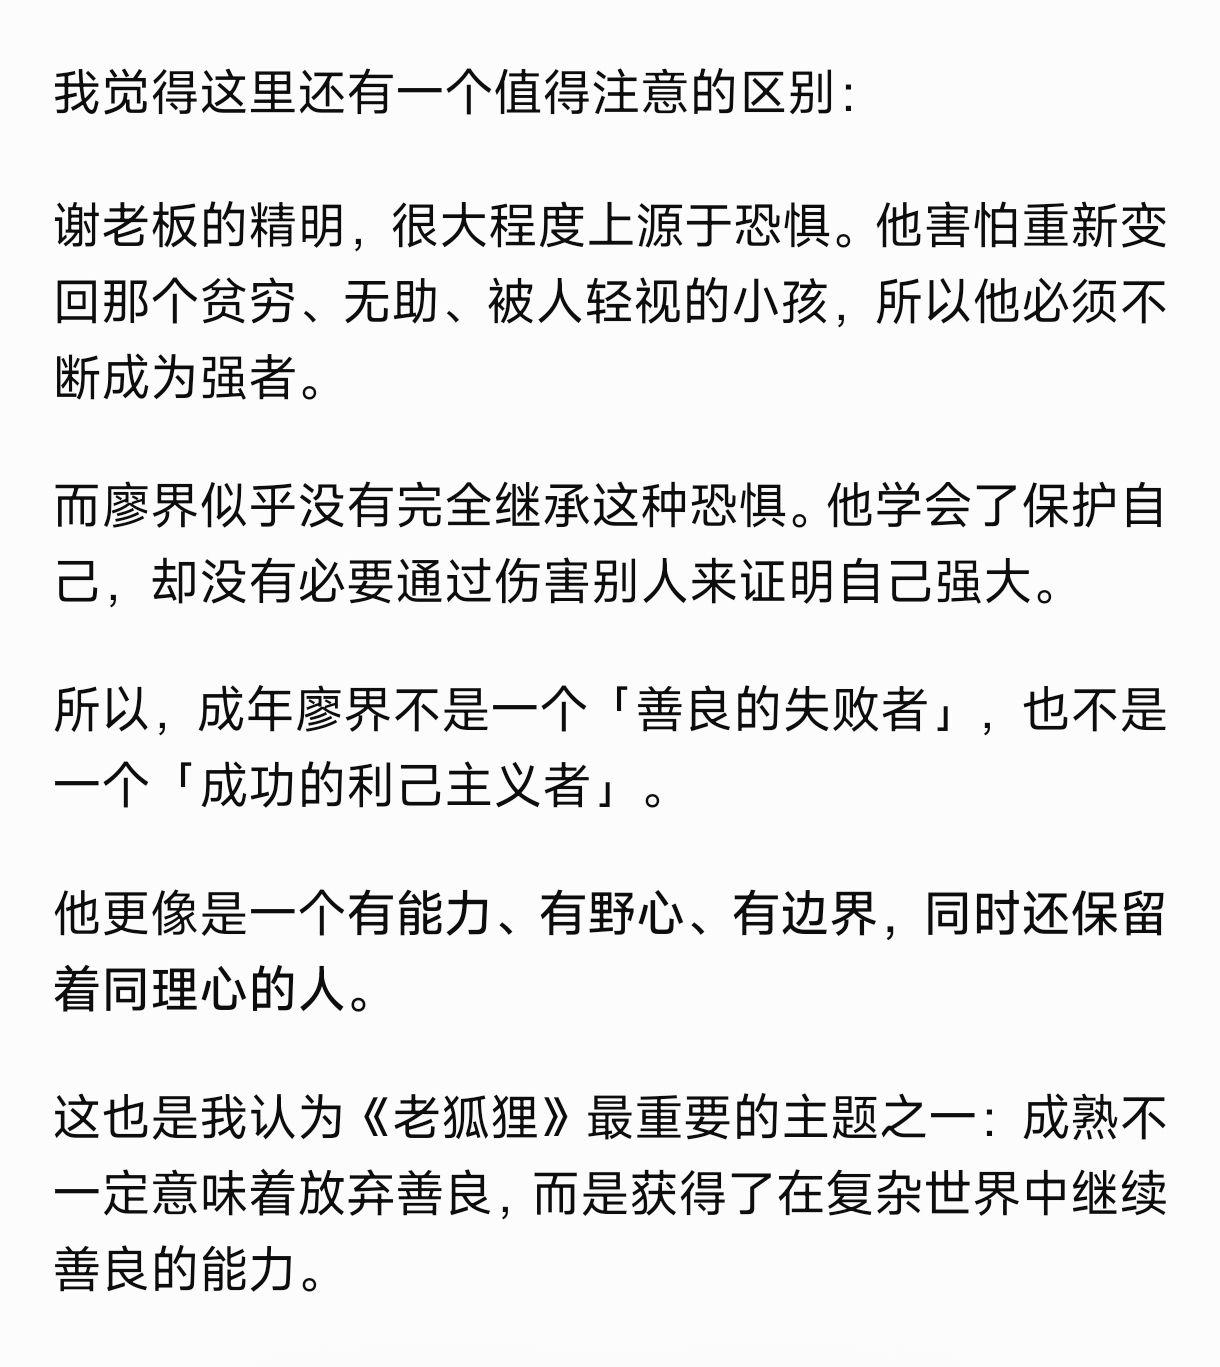 我觉得这里还有一个值得注意的区别：
谢老板的精明，很大程度上源于恐惧。他害怕重新变
回那个贫穷、无助、被人轻视的小孩，所以他必须不
断成为强者。
而廖界似乎没有完全继承这种恐惧。他学会了保护自
己，却没有必要通过伤害别人来证明自己强大。
所以，成年廖界不是一个「善良的失败者」，也不是
一个「成功的利己主义者」。
他更像是一个有能力、有野心、有边界，同时还保留
着同理心的人。
这也是我认为《老狐狸》最重要的主题之一：成熟不
一定意味着放弃善良，而是获得了在复杂世界中继续
善良的能力。